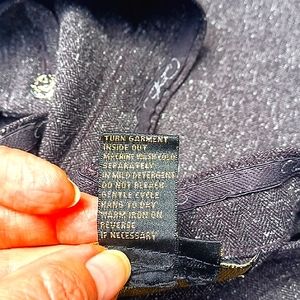 TURN GARMENT
INSIDE OUT
MACHINE WASH COLD
SEPARATELY
IN MILD DETERGENT
DO NOT BLEACH
GENTLE CYCLE
HANG TO DAY
WARM IRON ON
REVERSE
IF NECESSARY